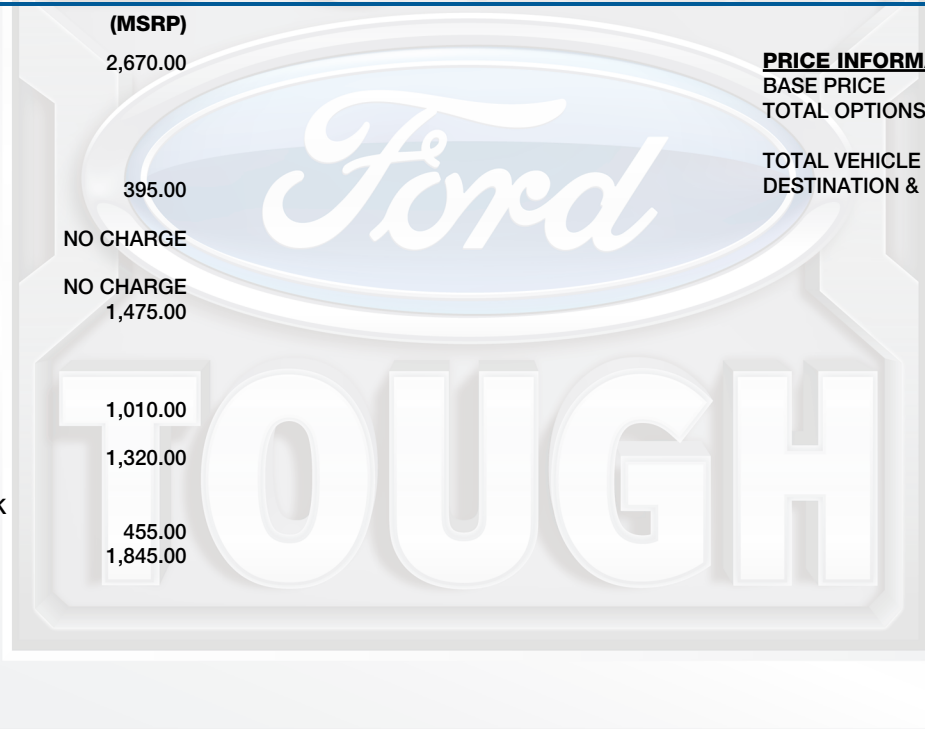 (MSRP)
2,670.00
395.00
NO CHARGE
NO CHARGE
1,475.00
1,010.00
1,320.00
K
455.00
1,845.00
PRICE INFORMA
BASE PRICE
TOTAL OPTIONS
TOTAL VEHICLE
DESTINATION &
Ford
TOUGH